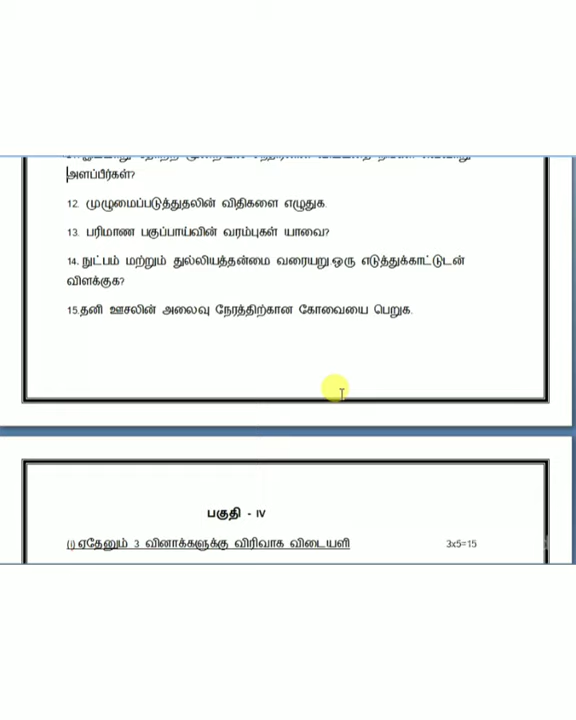 அளப்பீர்கள்?
12. முழுமைப்படுத்துதலின் விதிகளை எழுதுக.
13. பரிமாண பகுப்பாய்வின் வரம்புகள் யாவை?
14. நுட்பம் மற்றும் துல்லியத்தன்மை வரையறு ஒரு எடுத்துக்காட்டுடன்
விளக்குக?
15.தனி ஊசலின் அலைவு நேரத்திற்கான கோவையை பெறுக.
பகுதி - IV
(i) ஏதேனும் 3 வினாக்களுக்கு விரிவாக விடையளி 3x5=15